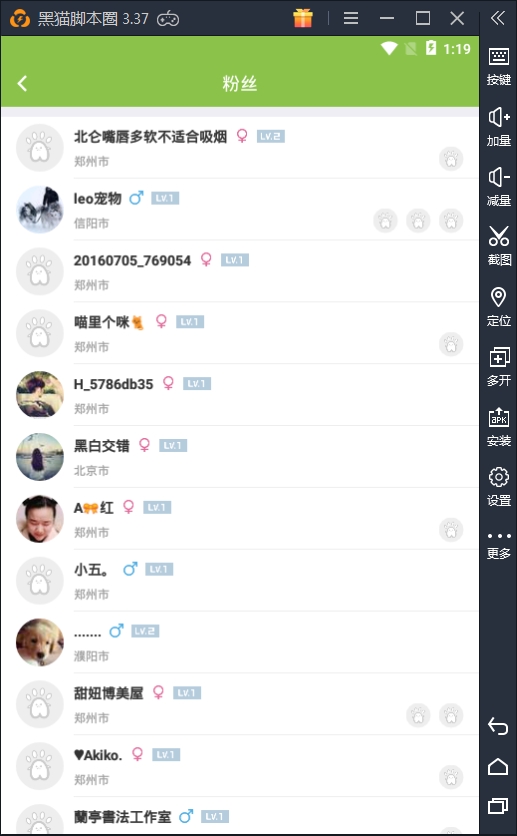 黑猫脚本圈 3.37
1:19
粉丝
北仑嘴唇多软不适合吸烟 LV.2
郑州市
leo宠物 LV.1
信阳市
20160705_769054 LV.1
郑州市
喵里个咪 LV.1
郑州市
H_5786db35 LV.1
郑州市
黑白交错 LV.1
北京市
A🎀红 LV.1
郑州市
小五。 LV.1
郑州市
....... LV.2
濮阳市
甜妞博美屋 LV.1
郑州市
♥Akiko. LV.1
郑州市
蘭亭書法工作室 LV.1
按键
加量
减量
截图
定位
多开
APK
安装
设置
更多